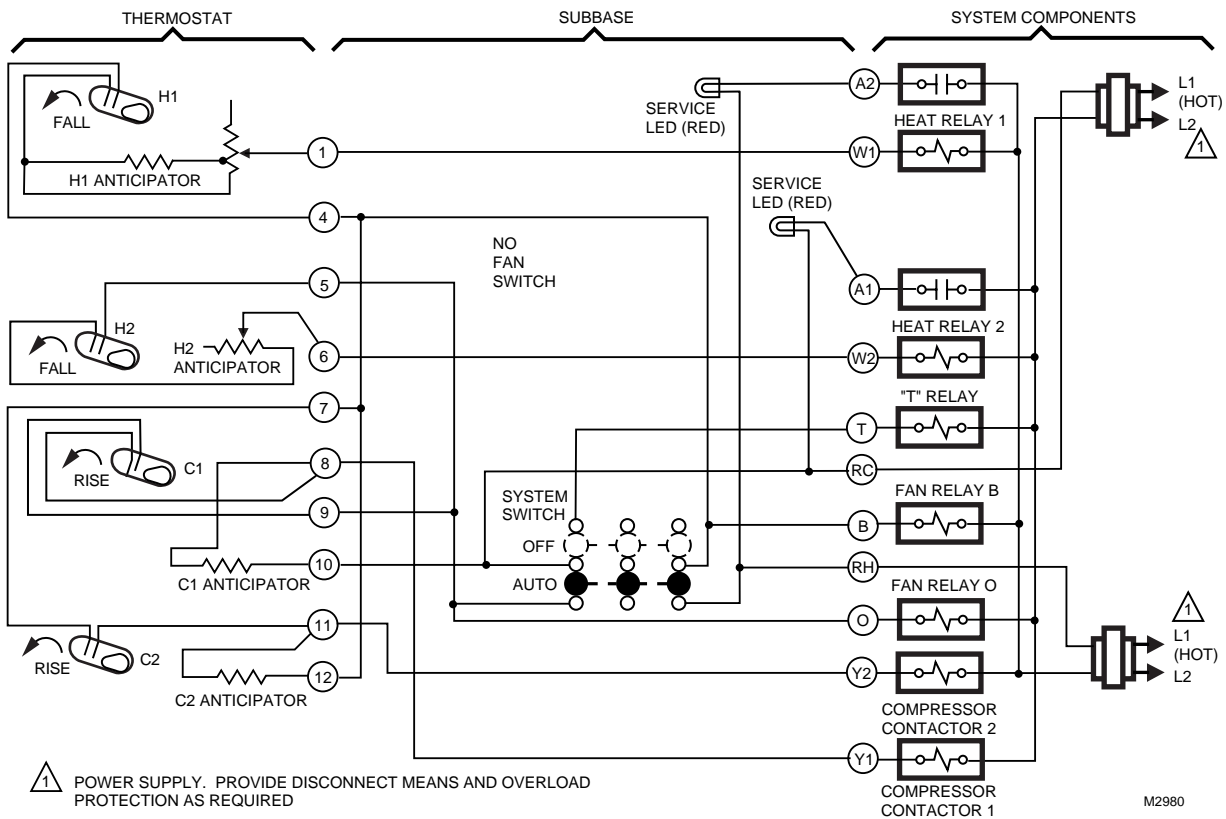 THERMOSTAT
SUBBASE
SYSTEM COMPONENTS
H1
FALL
H1 ANTICIPATOR
1
4
5
H2
FALL
H2
ANTICIPATOR
6
7
C1
RISE
8
9
C1 ANTICIPATOR
10
C2
RISE
11
C2 ANTICIPATOR
12
NO
FAN
SWITCH
SERVICE
LED (RED)
SERVICE
LED (RED)
SYSTEM
SWITCH
OFF
AUTO
A2
HEAT RELAY 1
W1
A1
HEAT RELAY 2
W2
"T" RELAY
T
RC
FAN RELAY B
B
RH
FAN RELAY O
O
Y2
COMPRESSOR
CONTACTOR 2
Y1
COMPRESSOR
CONTACTOR 1
L1
(HOT)
L2
1
1
L1
(HOT)
L2
1 POWER SUPPLY. PROVIDE DISCONNECT MEANS AND OVERLOAD
PROTECTION AS REQUIRED
M2980